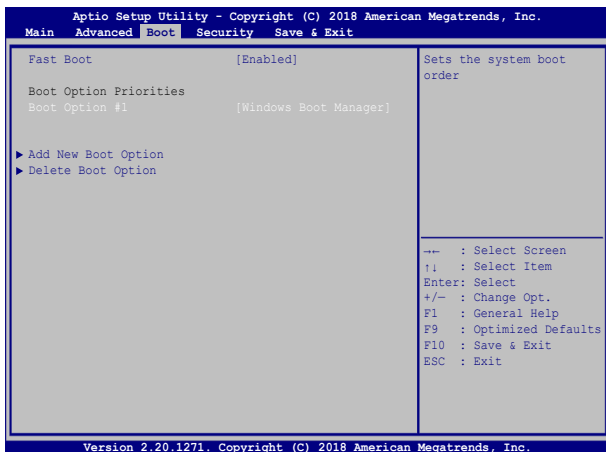 Aptio Setup Utility - Copyright (C) 2018 American Megatrends, Inc.
Main Advanced Boot Security Save & Exit
Fast Boot [Enabled]
Boot Option Priorities
Boot Option #1 [Windows Boot Manager]
▶ Add New Boot Option
▶ Delete Boot Option
Sets the system boot
order
→← : Select Screen
↑↓ : Select Item
Enter: Select
+/— : Change Opt.
F1 : General Help
F9 : Optimized Defaults
F10 : Save & Exit
ESC : Exit
Version 2.20.1271. Copyright (C) 2018 American Megatrends, Inc.